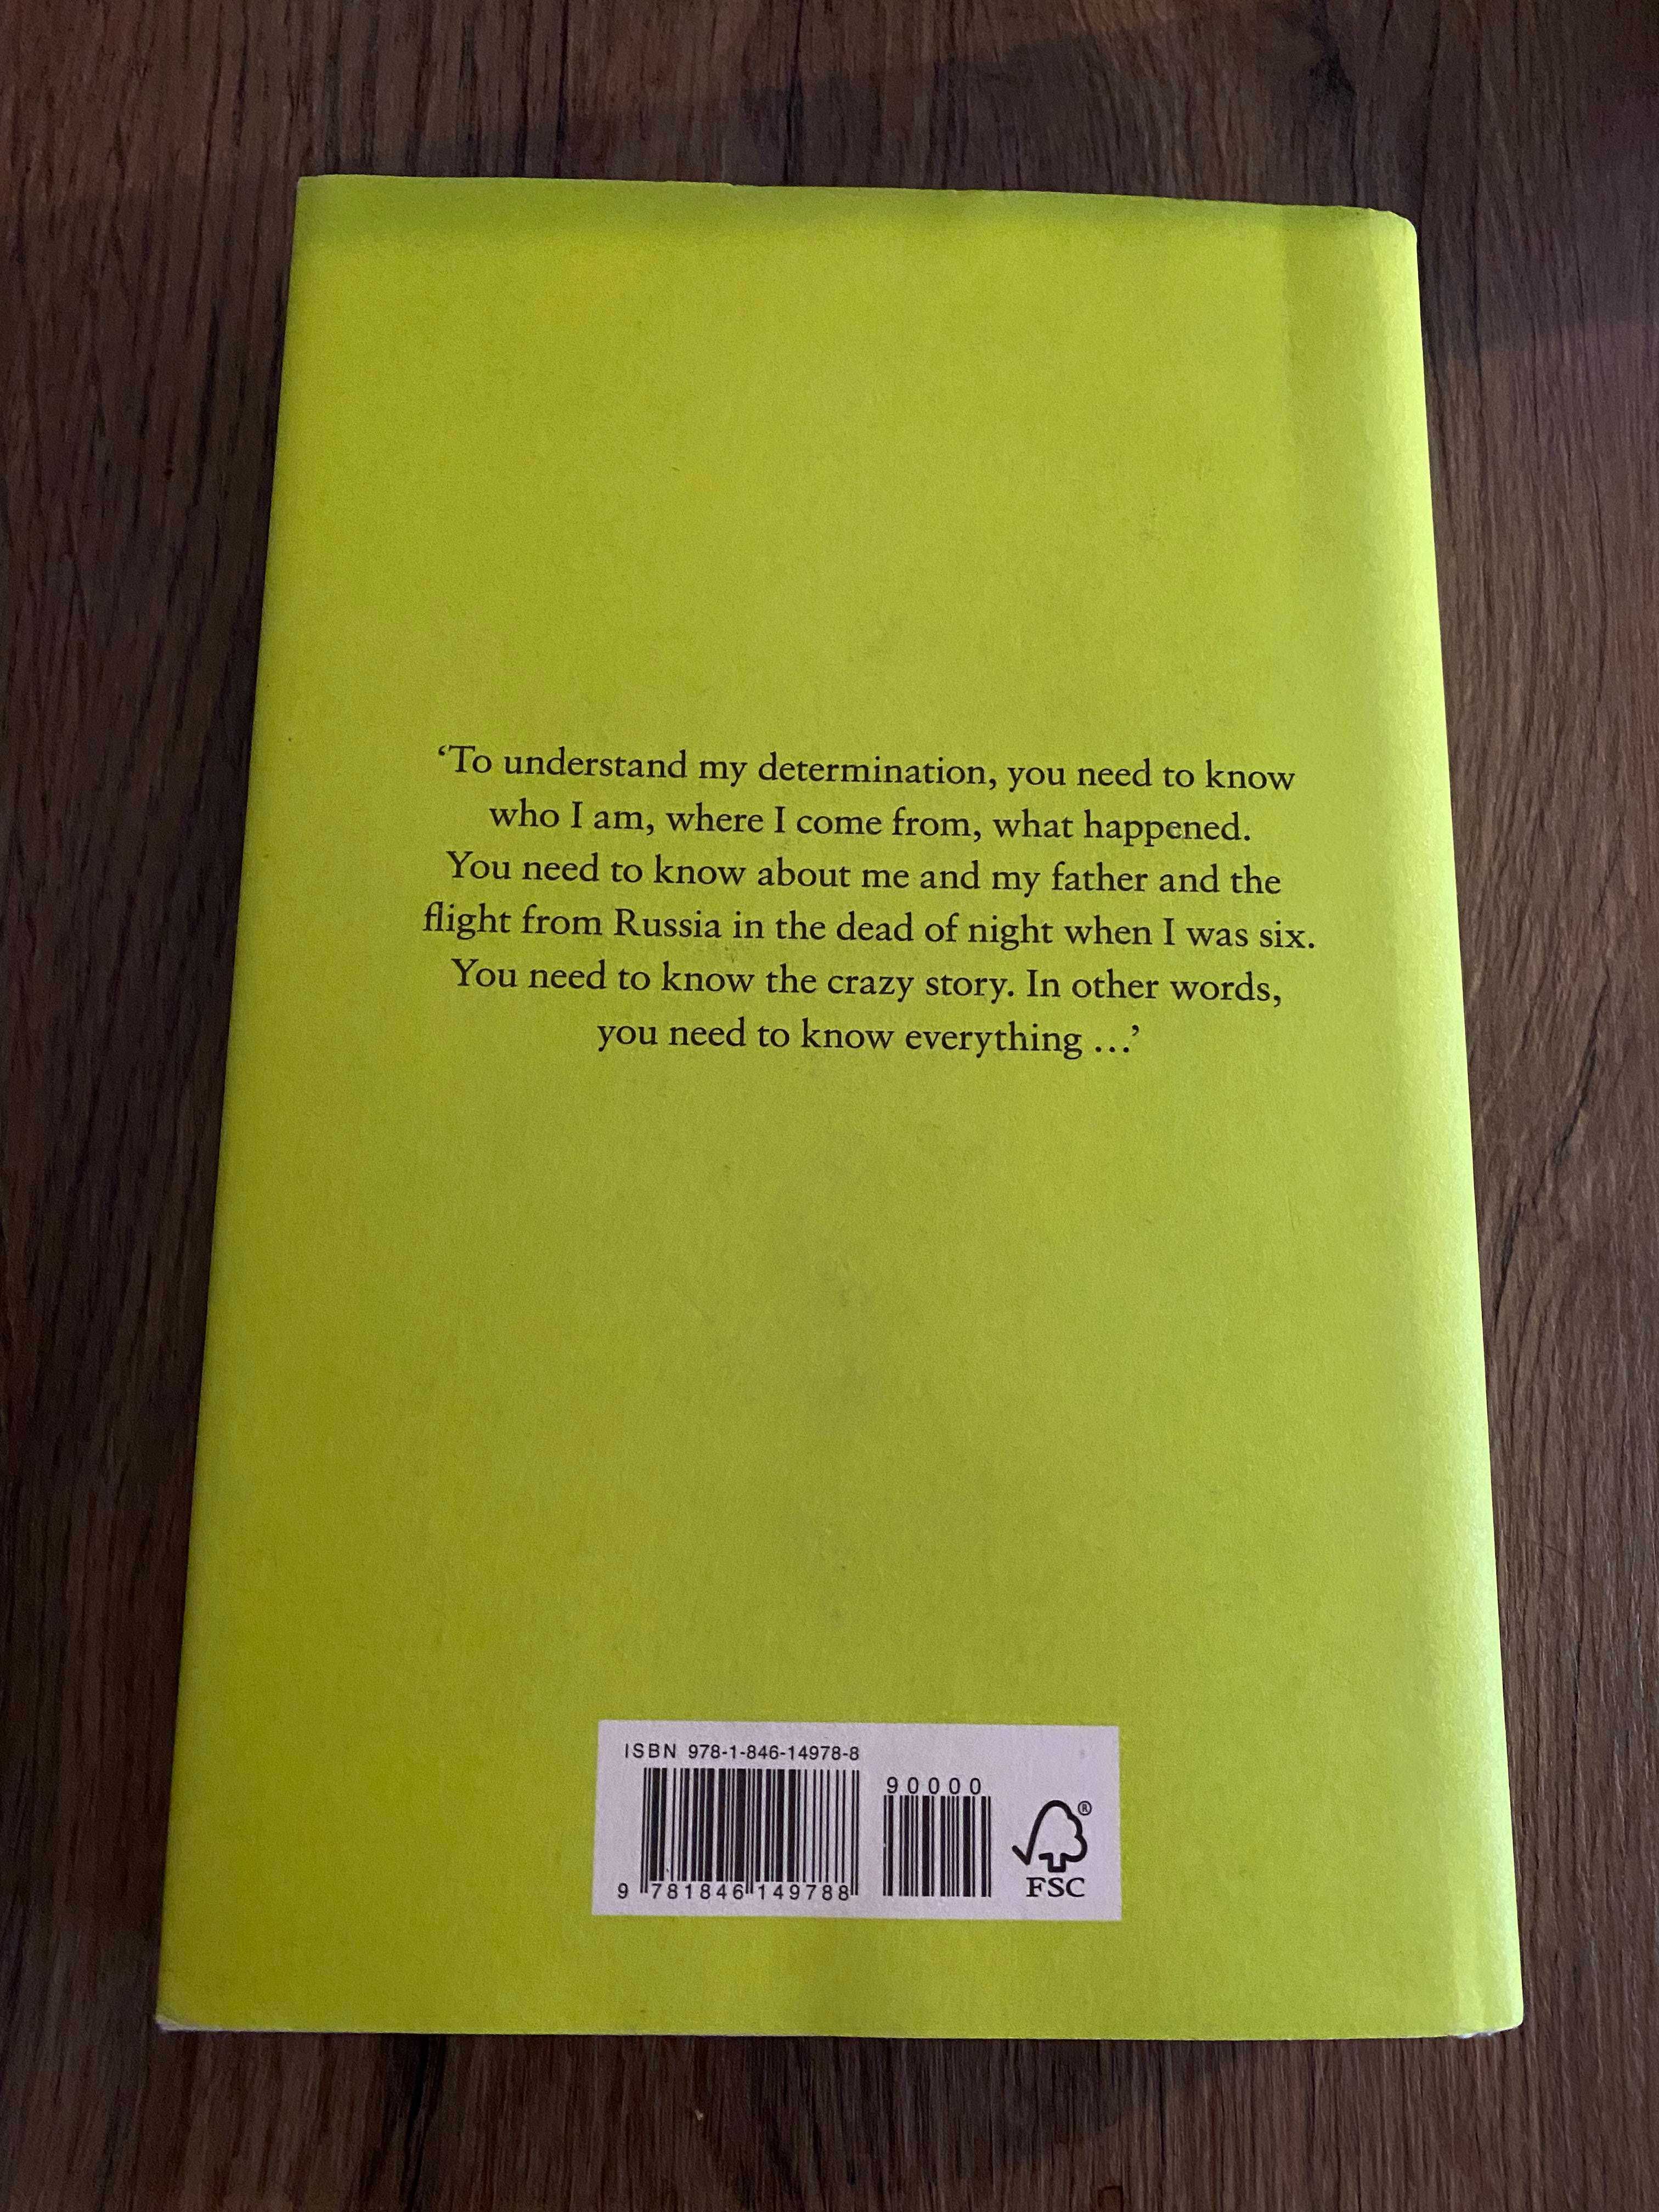 ‘To understand my determination, you need to know
who I am, where I come from, what happened.
You need to know about me and my father and the
flight from Russia in the dead of night when I was six.
You need to know the crazy story. In other words,
you need to know everything ...’
ISBN 978-1-846-14978-8
90000
9 781846 149788
®
FSC